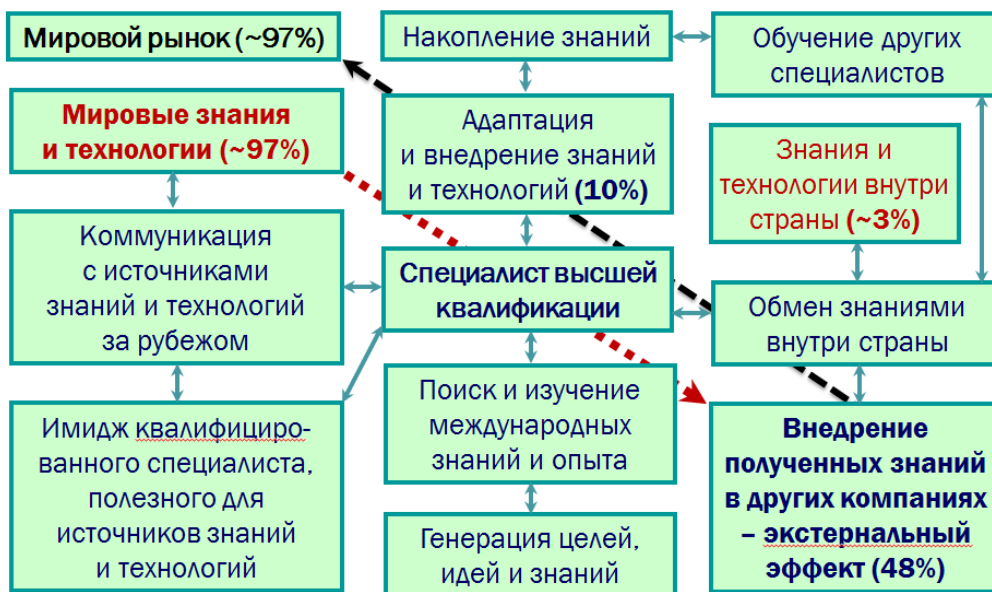 Мировой рынок (~97%)
Накопление знаний
Обучение других
специалистов
Мировые знания
и технологии (~97%)
Адаптация
и внедрение знаний
и технологий (10%)
Знания и
технологии внутри
страны (~3%)
Коммуникация
с источниками
знаний и технологий
за рубежом
Специалист высшей
квалификации
Обмен знаниями
внутри страны
Имидж квалифициро-
ванного специалиста,
полезного для
источников знаний
и технологий
Поиск и изучение
международных
знаний и опыта
Генерация целей,
идей и знаний
Внедрение
полученных знаний
в других компаниях
– экстернальный
эффект (48%)